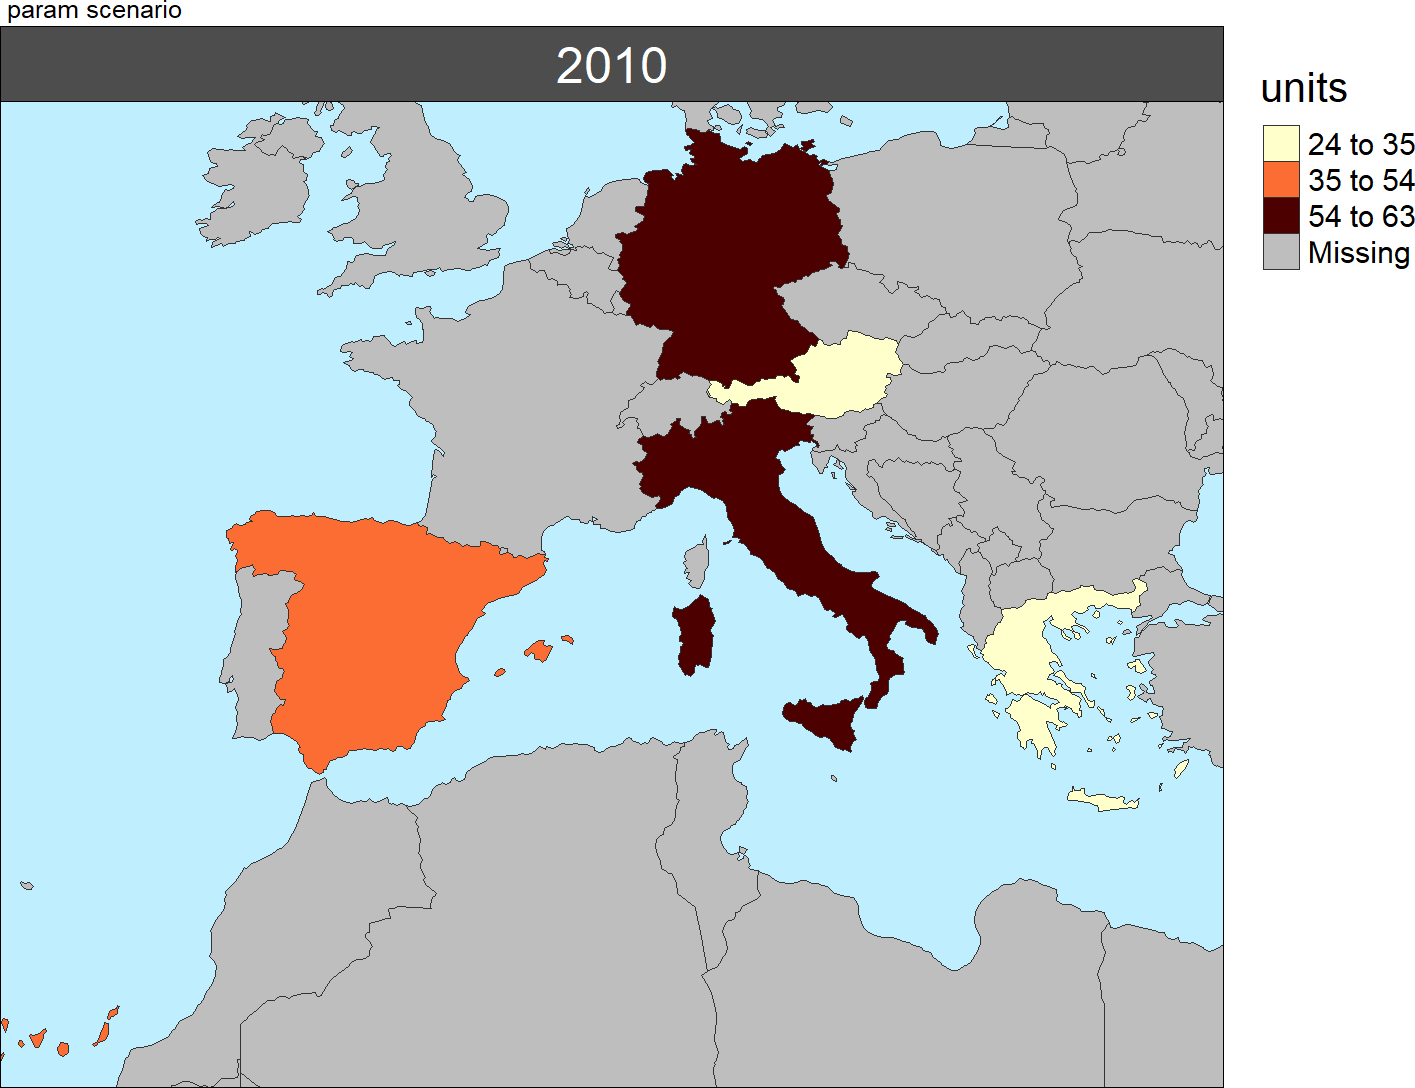 param scenario
2010
units
24 to 35
35 to 54
54 to 63
Missing